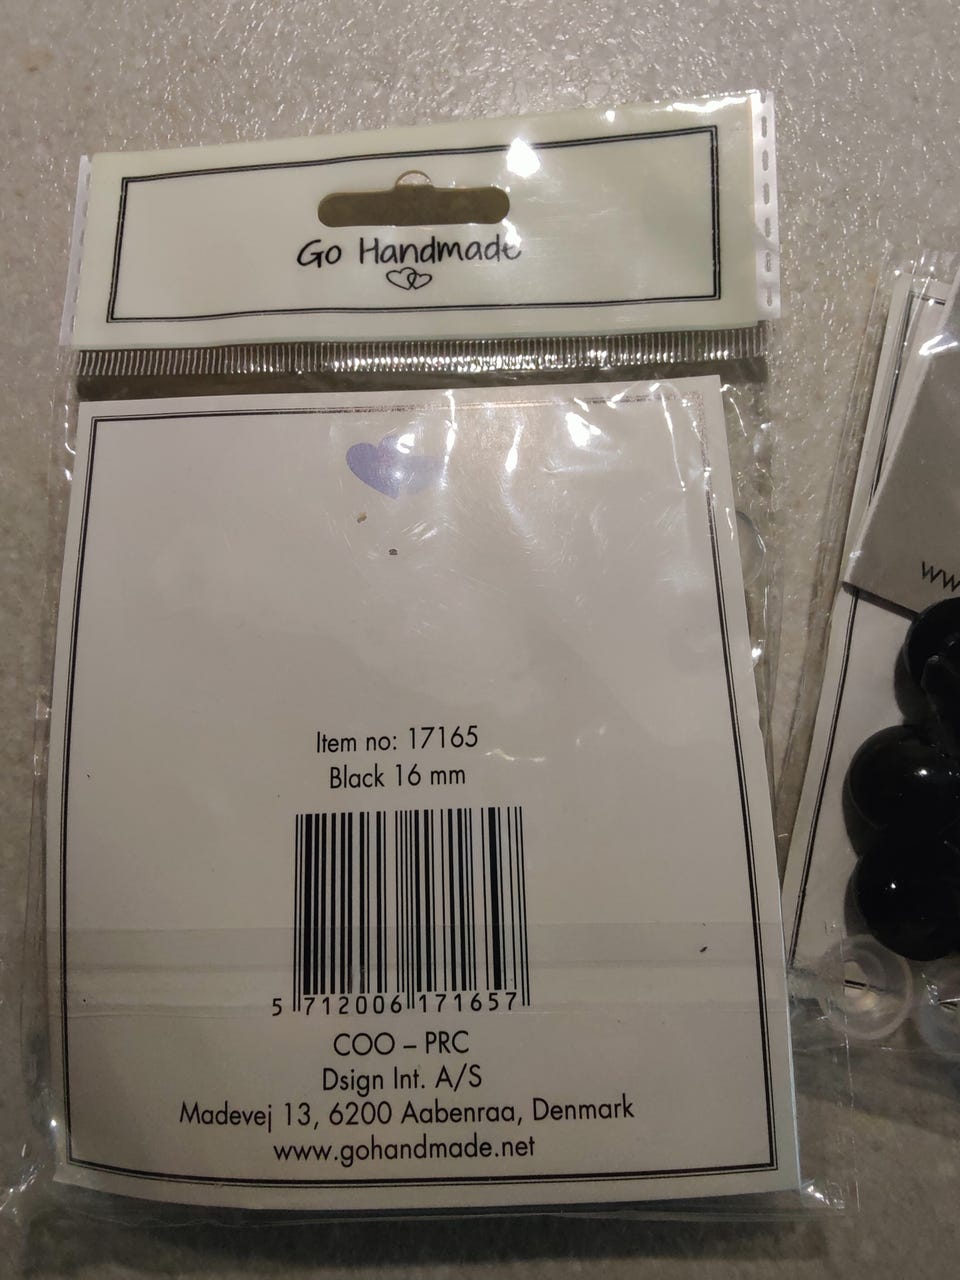 Go Handmade
Item no: 17165
Black 16 mm
5 712006 171657
COO – PRC
Dsign Int. A/S
Madevej 13, 6200 Aabenraa, Denmark
www.gohandmade.net